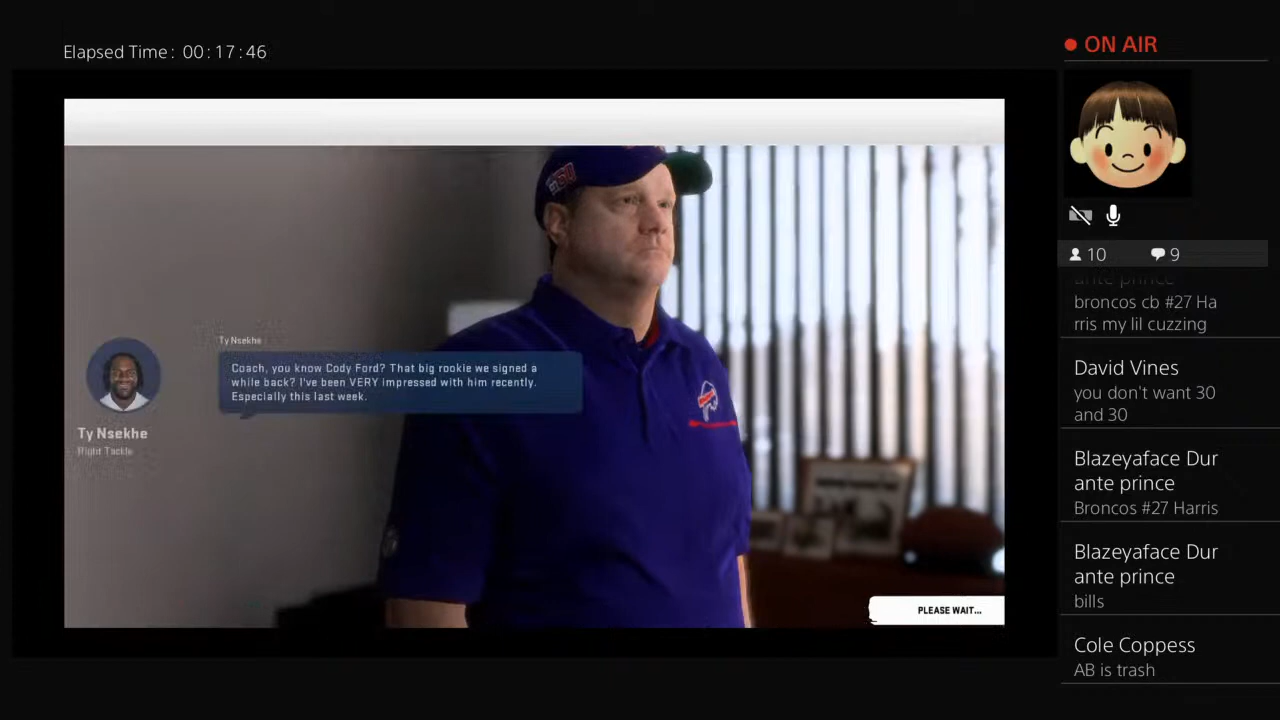 Elapsed Time: 00:17:46
ON AIR
10
9
ante prince
broncos cb #27 Ha
rris my lil cuzzing
David Vines
you don't want 30
and 30
Blazeyaface Dur
ante prince
Broncos #27 Harris
Blazeyaface Dur
ante prince
bills
Cole Coppess
AB is trash
Ty Nsekhe
Coach, you know Cody Ford? That big rookie we signed a
while back? I've been VERY impressed with him recently.
Especially this last week.
Ty Nsekhe
Right Tackle
PLEASE WAIT...